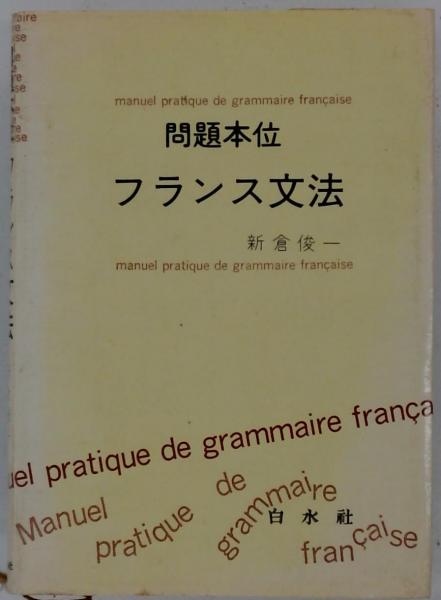 manuel pratique de grammaire française
問題本位
フランス文法
新倉俊一
manuel pratique de grammaire française
uel pratique de grammaire frança
Manuel pratique de grammaire française
白水社